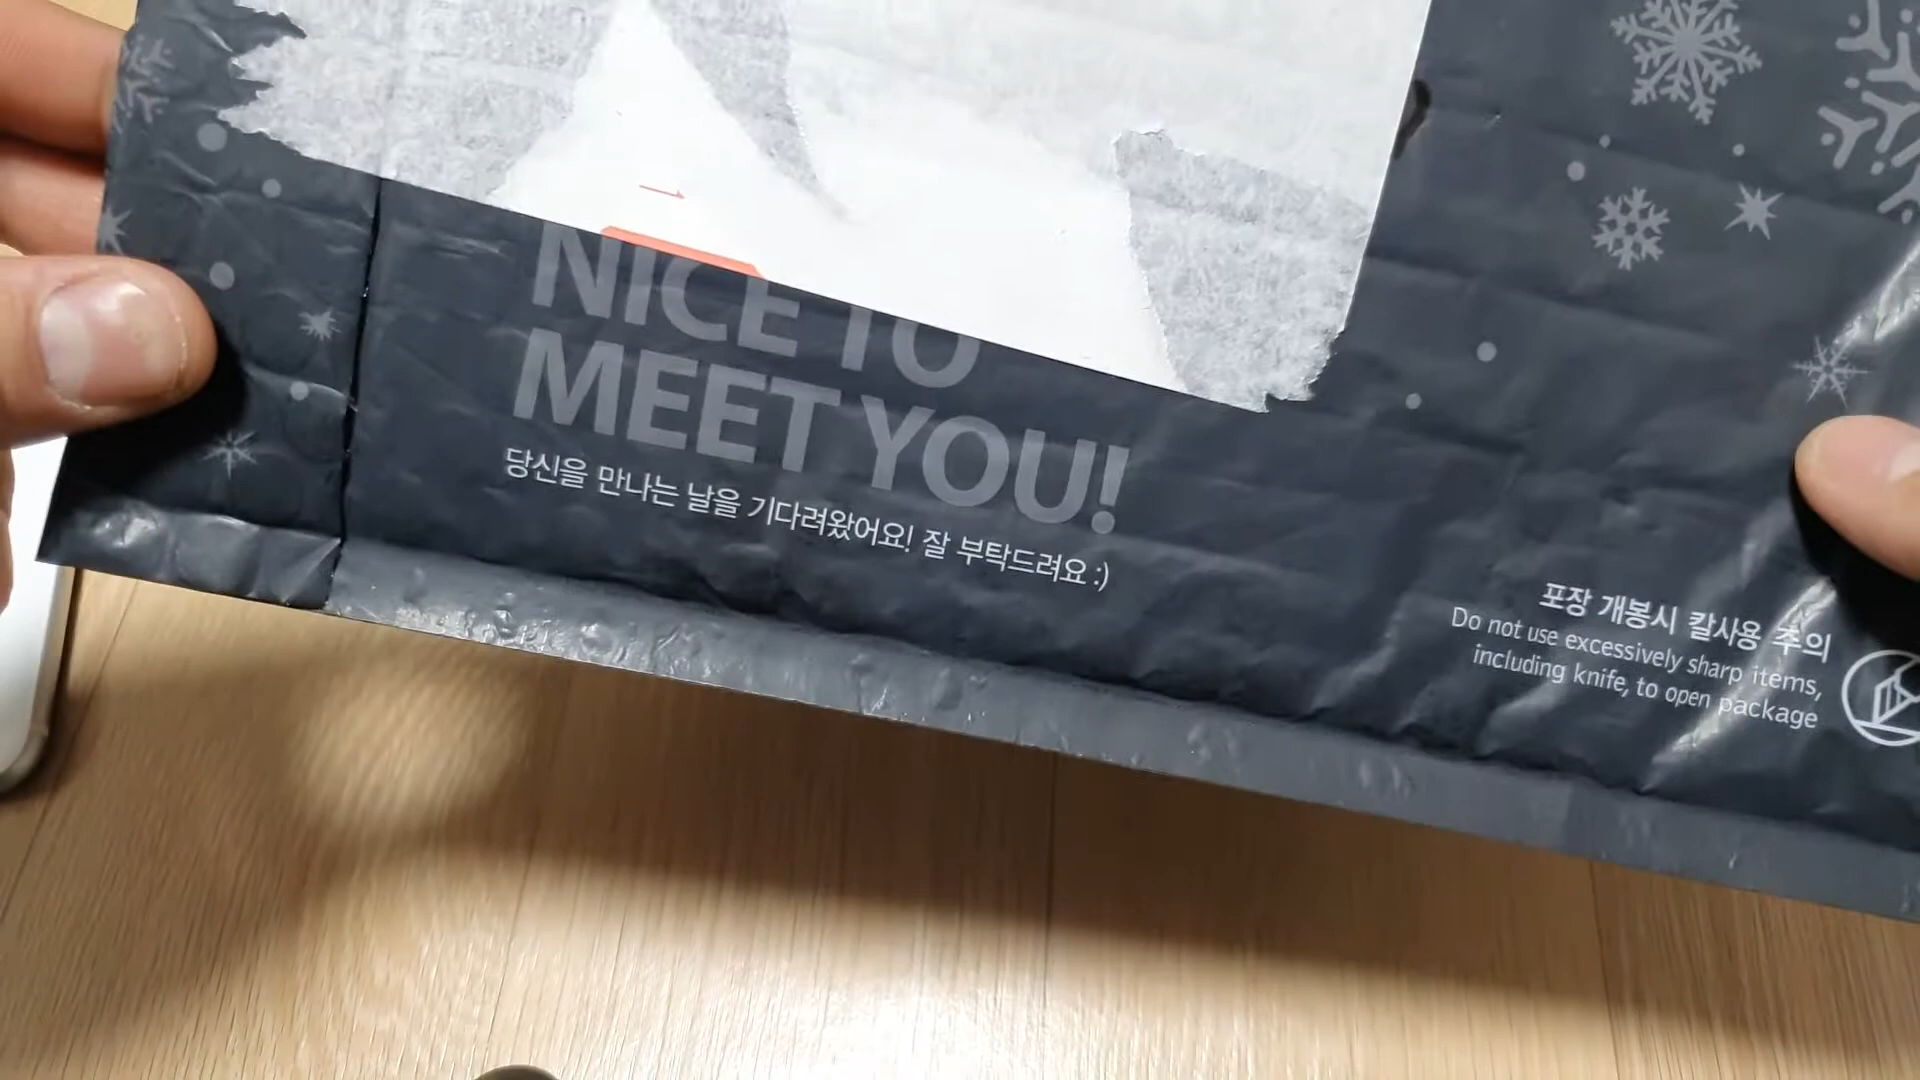 NICE TO
MEET YOU!
당신을 만나는 날을 기다려왔어요! 잘 부탁드려요 :)
포장 개봉시 칼사용 주의
Do not use excessively sharp items,
including knife, to open package